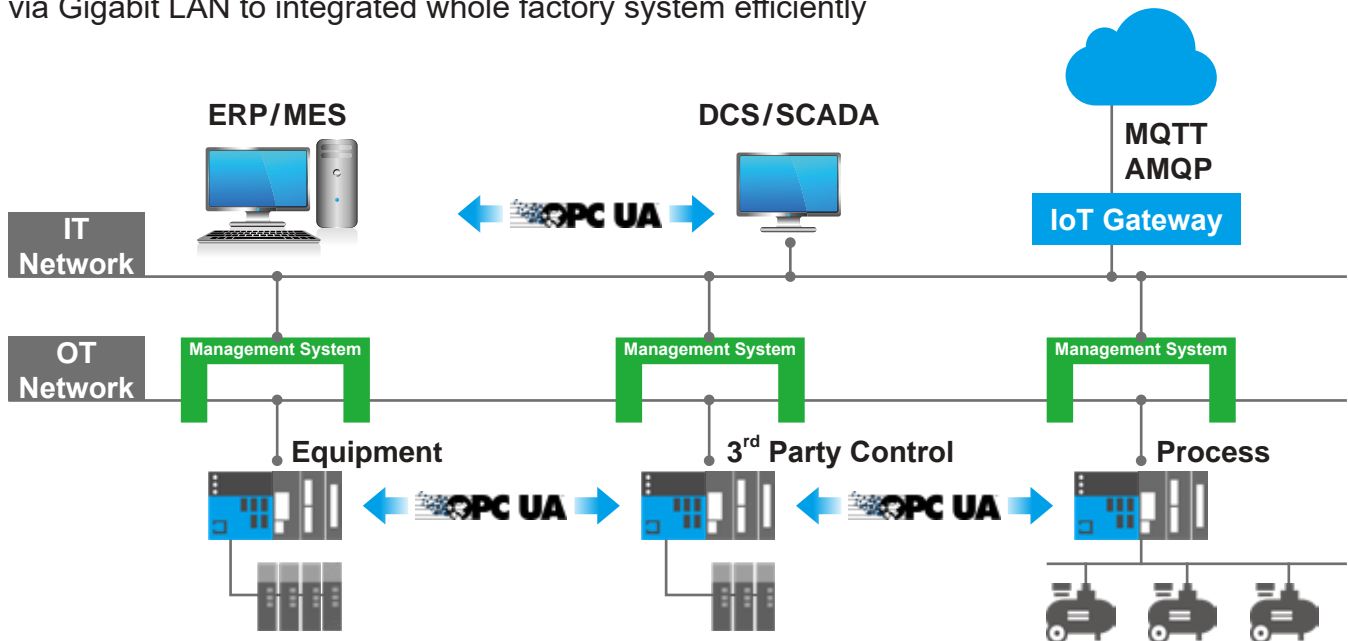 via Gigabit LAN to integrated whole factory system efficiently
ERP/MES
DCS/SCADA
MQTT
AMQP
OPC UA
IoT Gateway
IT
Network
OT
Network
Management System
Management System
Management System
Equipment
3rd Party Control
Process
OPC UA
OPC UA